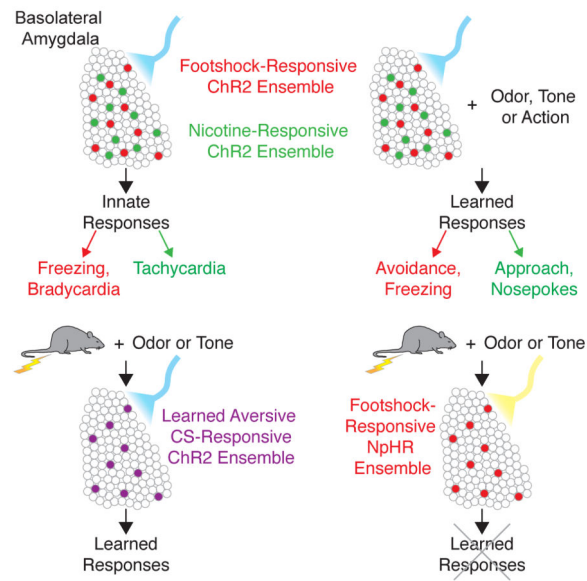 Basolateral
Amygdala
Footshock-Responsive
ChR2 Ensemble
Nicotine-Responsive
ChR2 Ensemble
+ Odor, Tone
or Action
Innate
Responses
Freezing,
Bradycardia
Tachycardia
Learned
Responses
Avoidance,
Freezing
Approach,
Nosepokes
+ Odor or Tone
Learned Aversive
CS-Responsive
ChR2 Ensemble
Learned
Responses
+ Odor or Tone
Footshock-
Responsive
NpHR
Ensemble
Learned
Responses